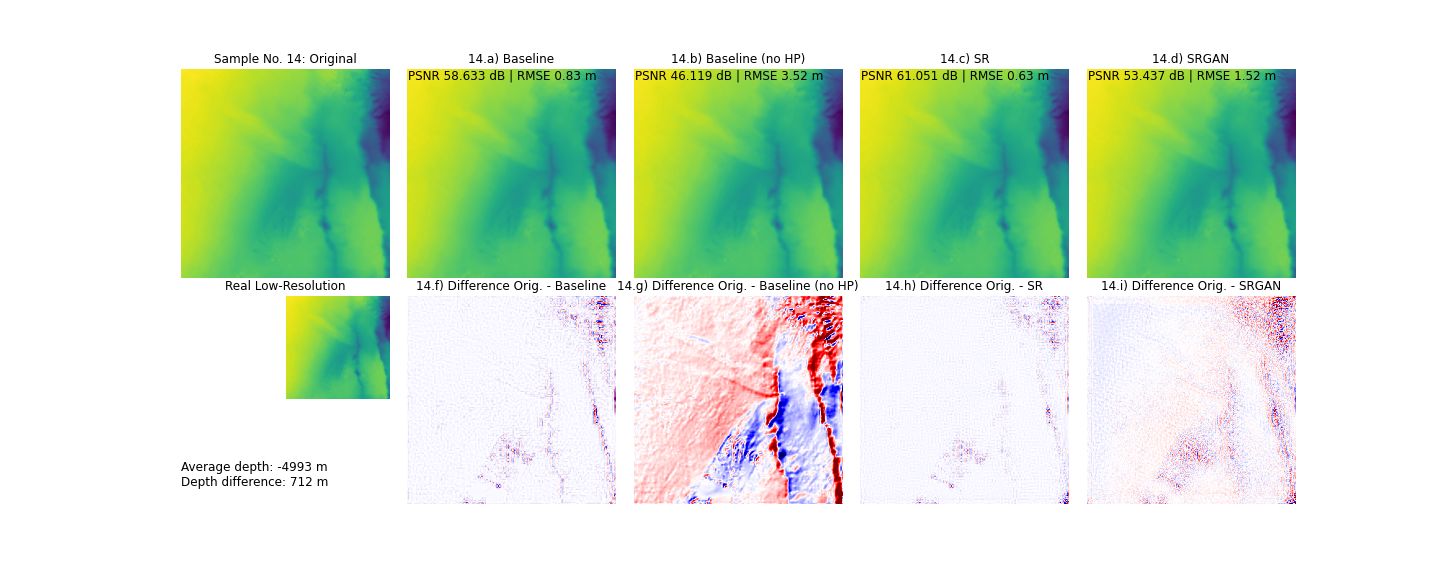 Sample No. 14: Original
14.a) Baseline
14.b) Baseline (no HP)
14.c) SR
14.d) SRGAN
PSNR 58.633 dB | RMSE 0.83 m
PSNR 46.119 dB | RMSE 3.52 m
PSNR 61.051 dB | RMSE 0.63 m
PSNR 53.437 dB | RMSE 1.52 m
Real Low-Resolution
14.f) Difference Orig. - Baseline
14.g) Difference Orig. - Baseline (no HP)
14.h) Difference Orig. - SR
14.i) Difference Orig. - SRGAN
Average depth: -4993 m
Depth difference: 712 m